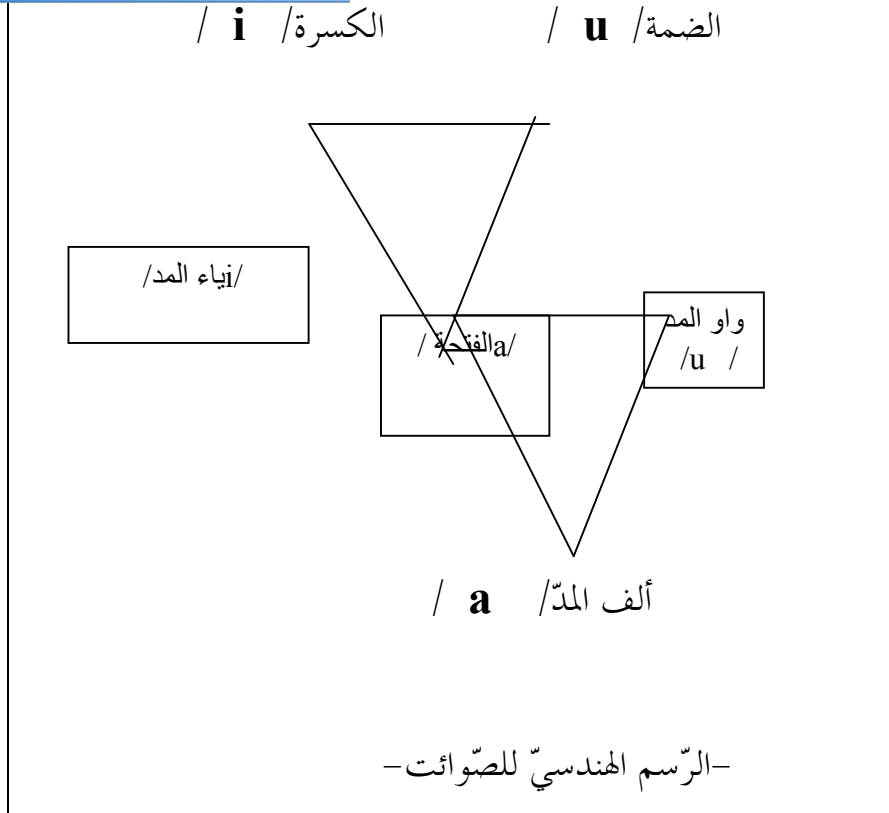 الضمة/ u / الكسرة/ i /
/iياء المد/
واو المد
/ u/
/aالفتحة /
ألف المدّ/ a /
–الرّسم الهندسيّ للصّوائت–